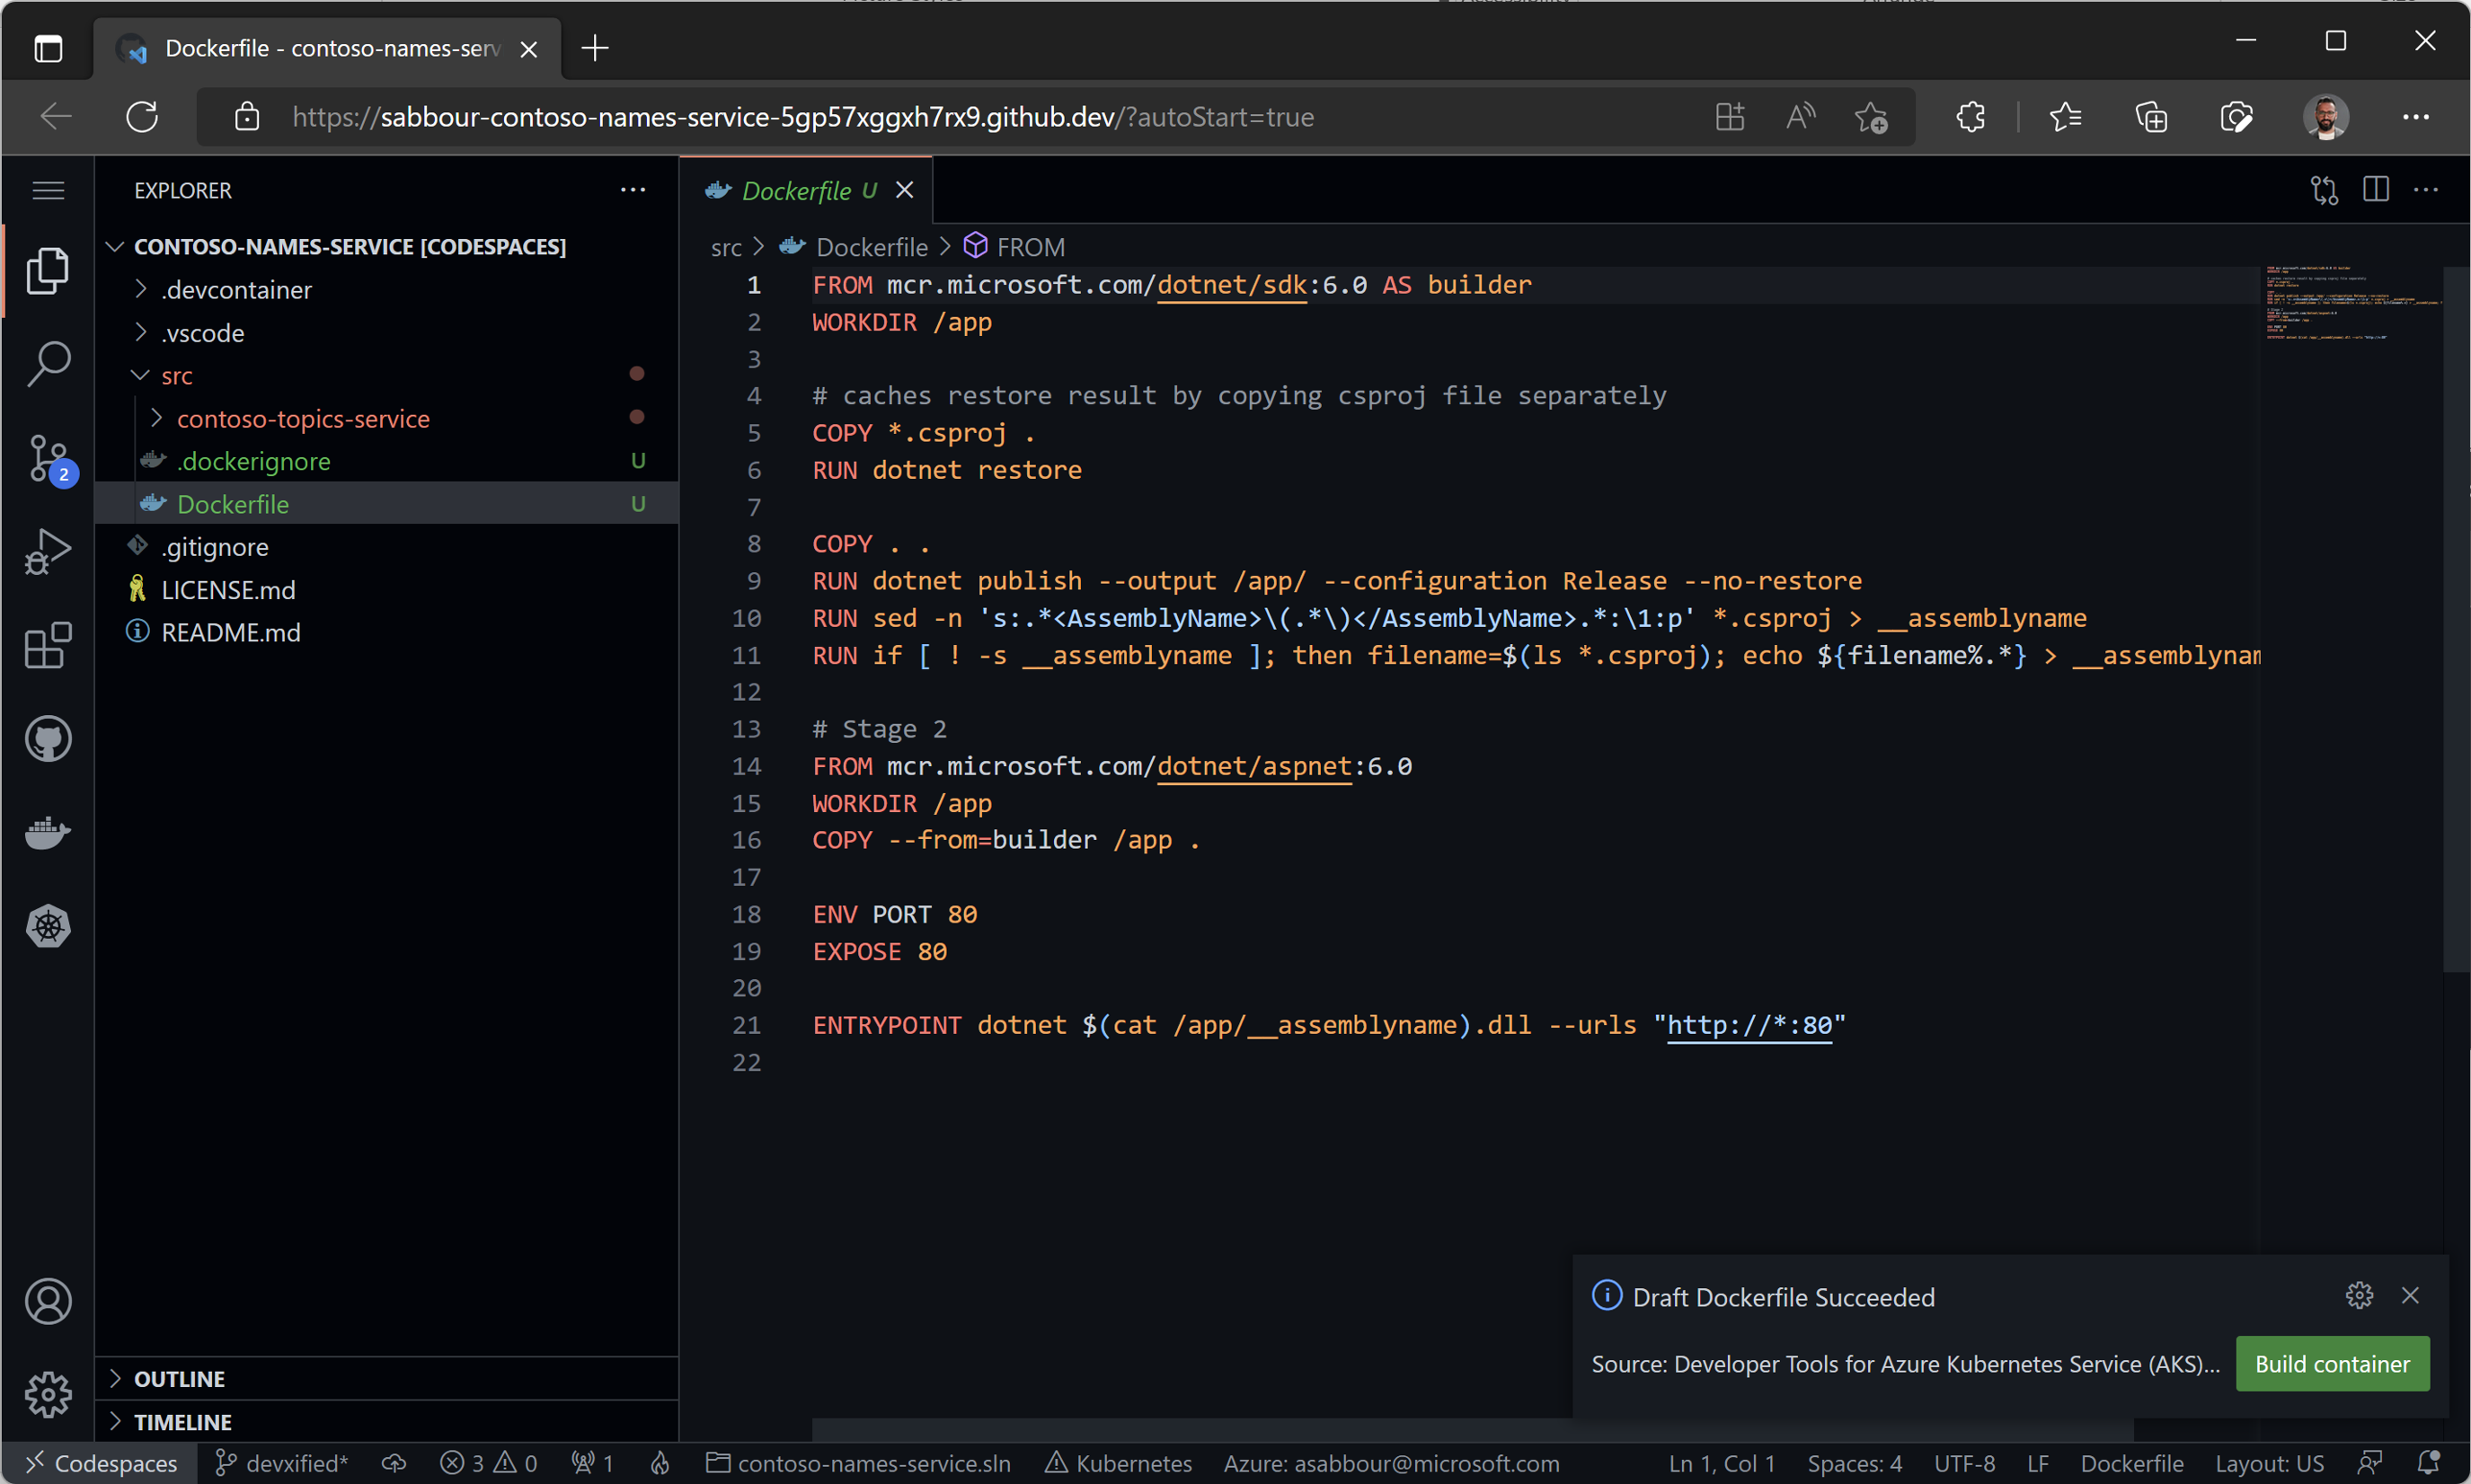 Dockerfile - contoso-names-serv
https://sabbour-contoso-names-service-5gp57xggxh7rx9.github.dev/?autoStart=true
EXPLORER
CONTOSO-NAMES-SERVICE [CODESPACES]
.devcontainer
.vscode
src
contoso-topics-service
.dockerignore U
Dockerfile U
.gitignore
LICENSE.md
README.md
OUTLINE
TIMELINE
2
Dockerfile U
src > Dockerfile > FROM
1 FROM mcr.microsoft.com/dotnet/sdk:6.0 AS builder
2 WORKDIR /app
3
4 # caches restore result by copying csproj file separately
5 COPY *.csproj .
6 RUN dotnet restore
7
8 COPY . .
9 RUN dotnet publish --output /app/ --configuration Release --no-restore
10 RUN sed -n 's:.*<AssemblyName>\(.*\)</AssemblyName>.*:\1:p' *.csproj > __assemblyname
11 RUN if [ ! -s __assemblyname ]; then filename=$(ls *.csproj); echo ${filename%.*} > __assemblynam
12
13 # Stage 2
14 FROM mcr.microsoft.com/dotnet/aspnet:6.0
15 WORKDIR /app
16 COPY --from=builder /app .
17
18 ENV PORT 80
19 EXPOSE 80
20
21 ENTRYPOINT dotnet $(cat /app/__assemblyname).dll --urls "http://*:80"
22
Draft Dockerfile Succeeded
Source: Developer Tools for Azure Kubernetes Service (AKS)...
Build container
Codespaces devxified* 3 0 1 contoso-names-service.sln Kubernetes Azure: asabbour@microsoft.com Ln 1, Col 1 Spaces: 4 UTF-8 LF Dockerfile Layout: US